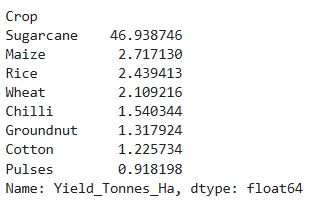 Crop
Sugarcane    46.938746
Maize         2.717130
Rice          2.439413
Wheat         2.109216
Chilli        1.540344
Groundnut     1.317924
Cotton        1.225734
Pulses        0.918198
Name: Yield_Tonnes_Ha, dtype: float64